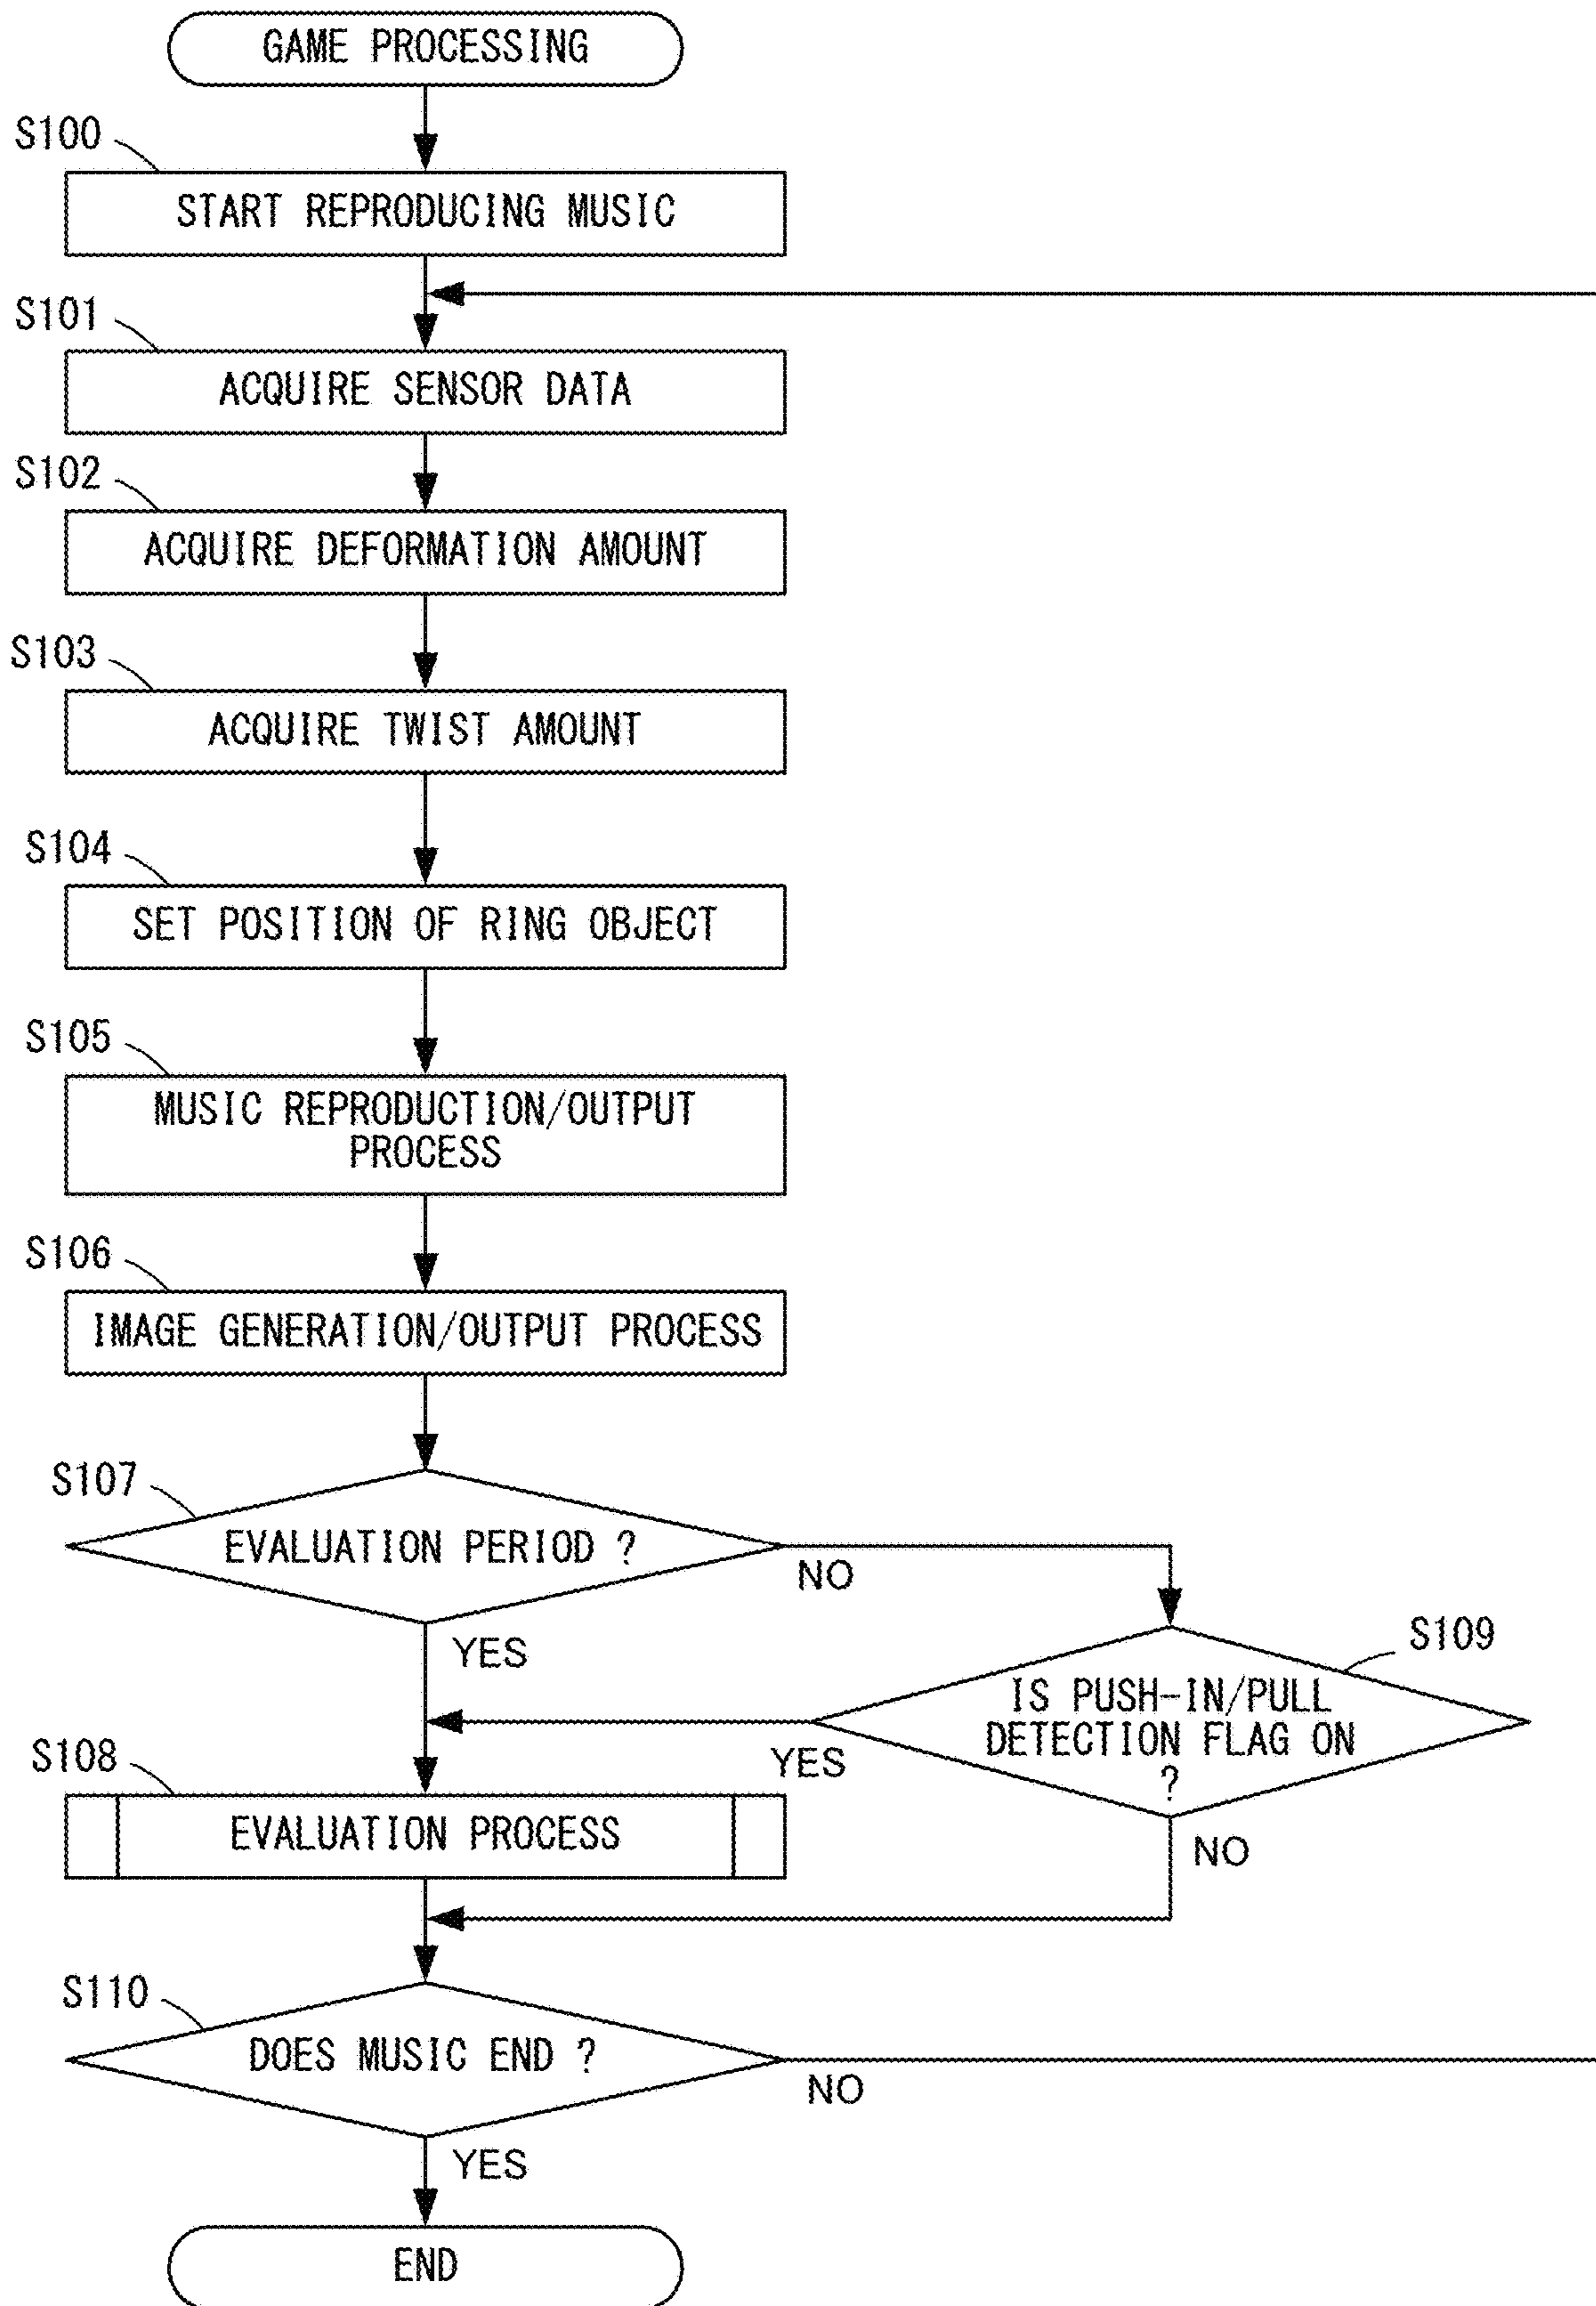 GAME PROCESSING
S100
START REPRODUCING MUSIC
S101
ACQUIRE SENSOR DATA
S102
ACQUIRE DEFORMATION AMOUNT
S103
ACQUIRE TWIST AMOUNT
S104
SET POSITION OF RING OBJECT
S105
MUSIC REPRODUCTION/OUTPUT
PROCESS
S106
IMAGE GENERATION/OUTPUT PROCESS
S107
EVALUATION PERIOD ?
NO
YES
S109
IS PUSH-IN/PULL
DETECTION FLAG ON
?
YES
NO
S108
EVALUATION PROCESS
S110
DOES MUSIC END ?
NO
YES
END